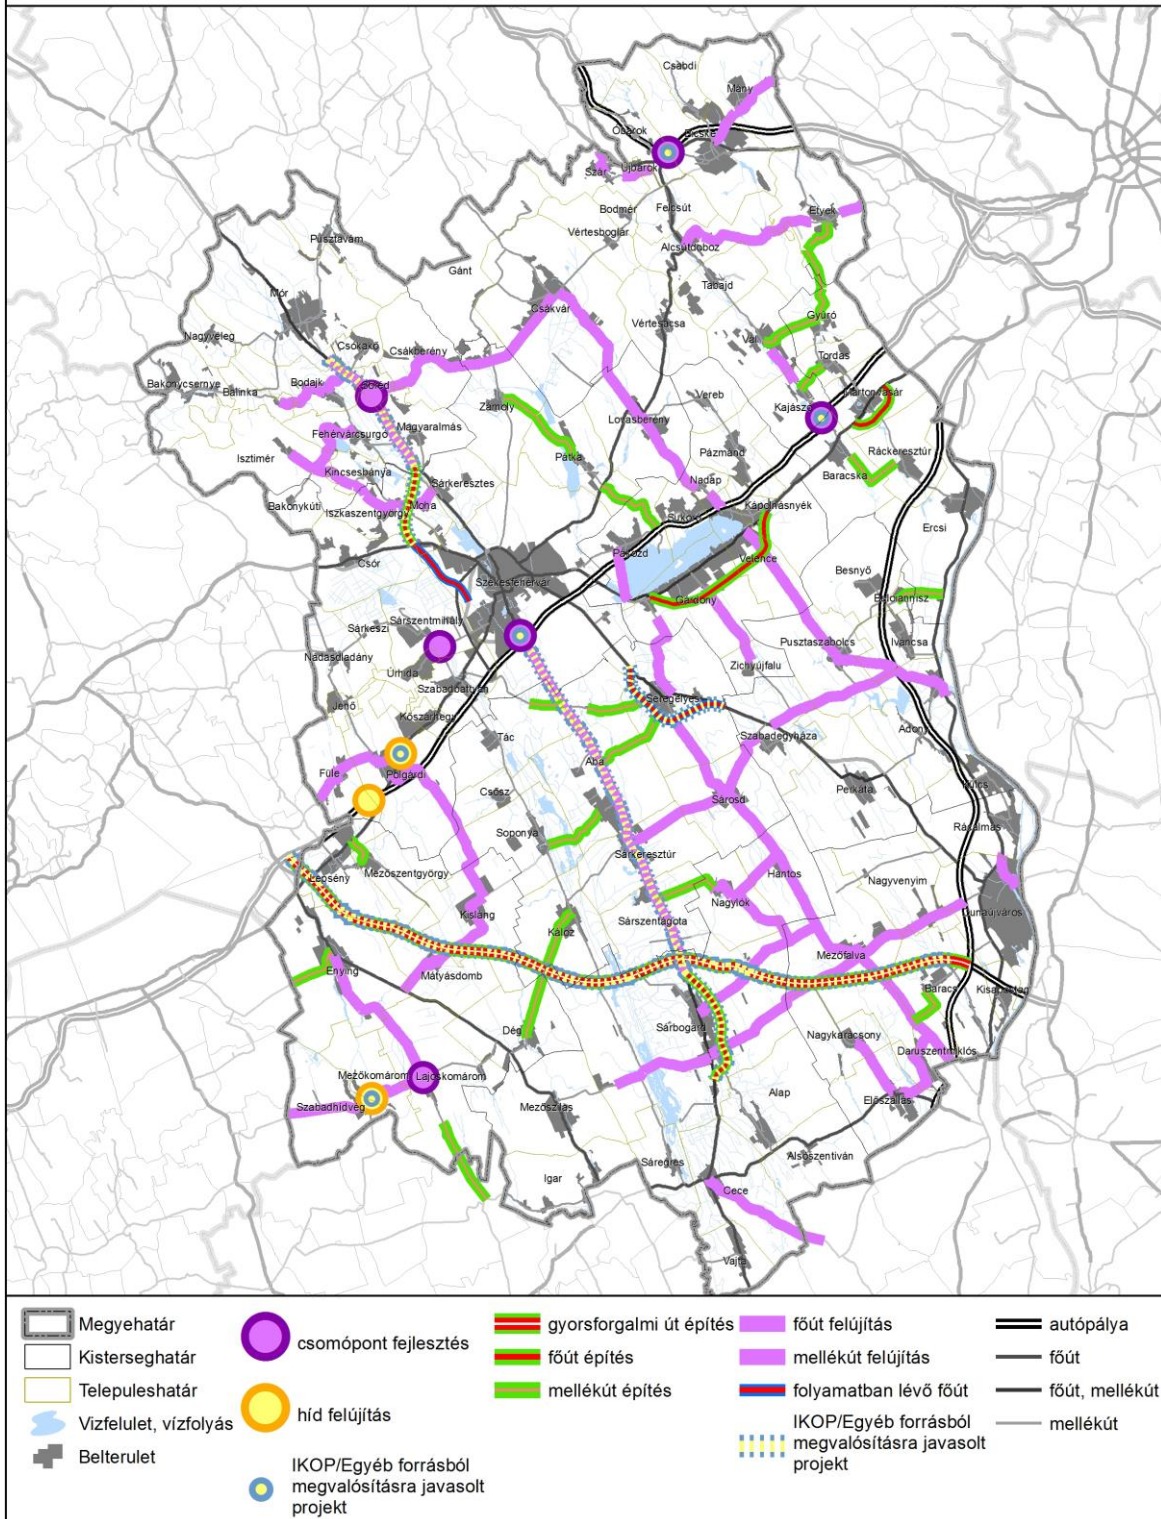 Csabdi
Mány
Óbarok
Bicske
Újbarok
Szár
Bodmér
Felcsút
Etyek
Vértesboglár
Alcsútdoboz
Pusztavám
Gánt
Tabajd
Mór
Csákvár
Vértesacsa
Gyúró
Nagyveleg
Csókakő
Csákberény
Vál
Tordas
Bakonycsernye
Balinka
Bodajk
Söréd
Vereb
Kajászó
Martonvásár
Zámoly
Lovasberény
Fehérvárcsurgó
Magyaralmás
Isztimér
Pátka
Pázmánd
Ráckeresztúr
Kincsesbánya
Baracska
Sárkeresztes
Nadap
Bakonykúti
Iszkaszentgyörgy
Moha
Kápolnásnyék
Sukoró
Ercsi
Pákozd
Csór
Velence
Székesfehérvár
Besnyő
Gárdony
Beloiannisz
Sárszentmihály
Sárkeszi
Pusztaszabolcs
Iváncsa
Nádasdladány
Zichyújfalu
Úrhida
Szabadbattyán
Seregélyes
Jenő
Kőszárhegy
Adony
Tác
Szabadegyháza
Aba
Füle
Polgárdi
Kulcs
Csősz
Sárosd
Perkáta
Rácalmás
Soponya
Sárkeresztúr
Mezőszentgyörgy
Lepsény
Hantos
Nagyvenyim
Nagylók
Kisláng
Dunaújváros
Sárszentágota
Káloz
Mezőfalva
Enying
Mátyásdomb
Baracs
Kisapostag
Sárbogárd
Dég
Nagykarácsony
Daruszentmiklós
Mezőkomárom
Lajoskomárom
Alap
Szabadhídvég
Mezőszilas
Előszállás
Alsószentiván
Sáregres
Igar
Cece
Vajta
Megyehatár
Kisterseghatár
Telepuleshatár
Vizfelulet, vízfolyás
Belterulet
csomópont fejlesztés
híd felújítás
IKOP/Egyéb forrásból
megvalósításra javasolt
projekt
gyorsforgalmi út építés
főút építés
mellékút építés
főút felújítás
mellékút felújítás
folyamatban lévő főút
IKOP/Egyéb forrásból
megvalósításra javasolt
projekt
autópálya
főút
főút, mellékút
mellékút